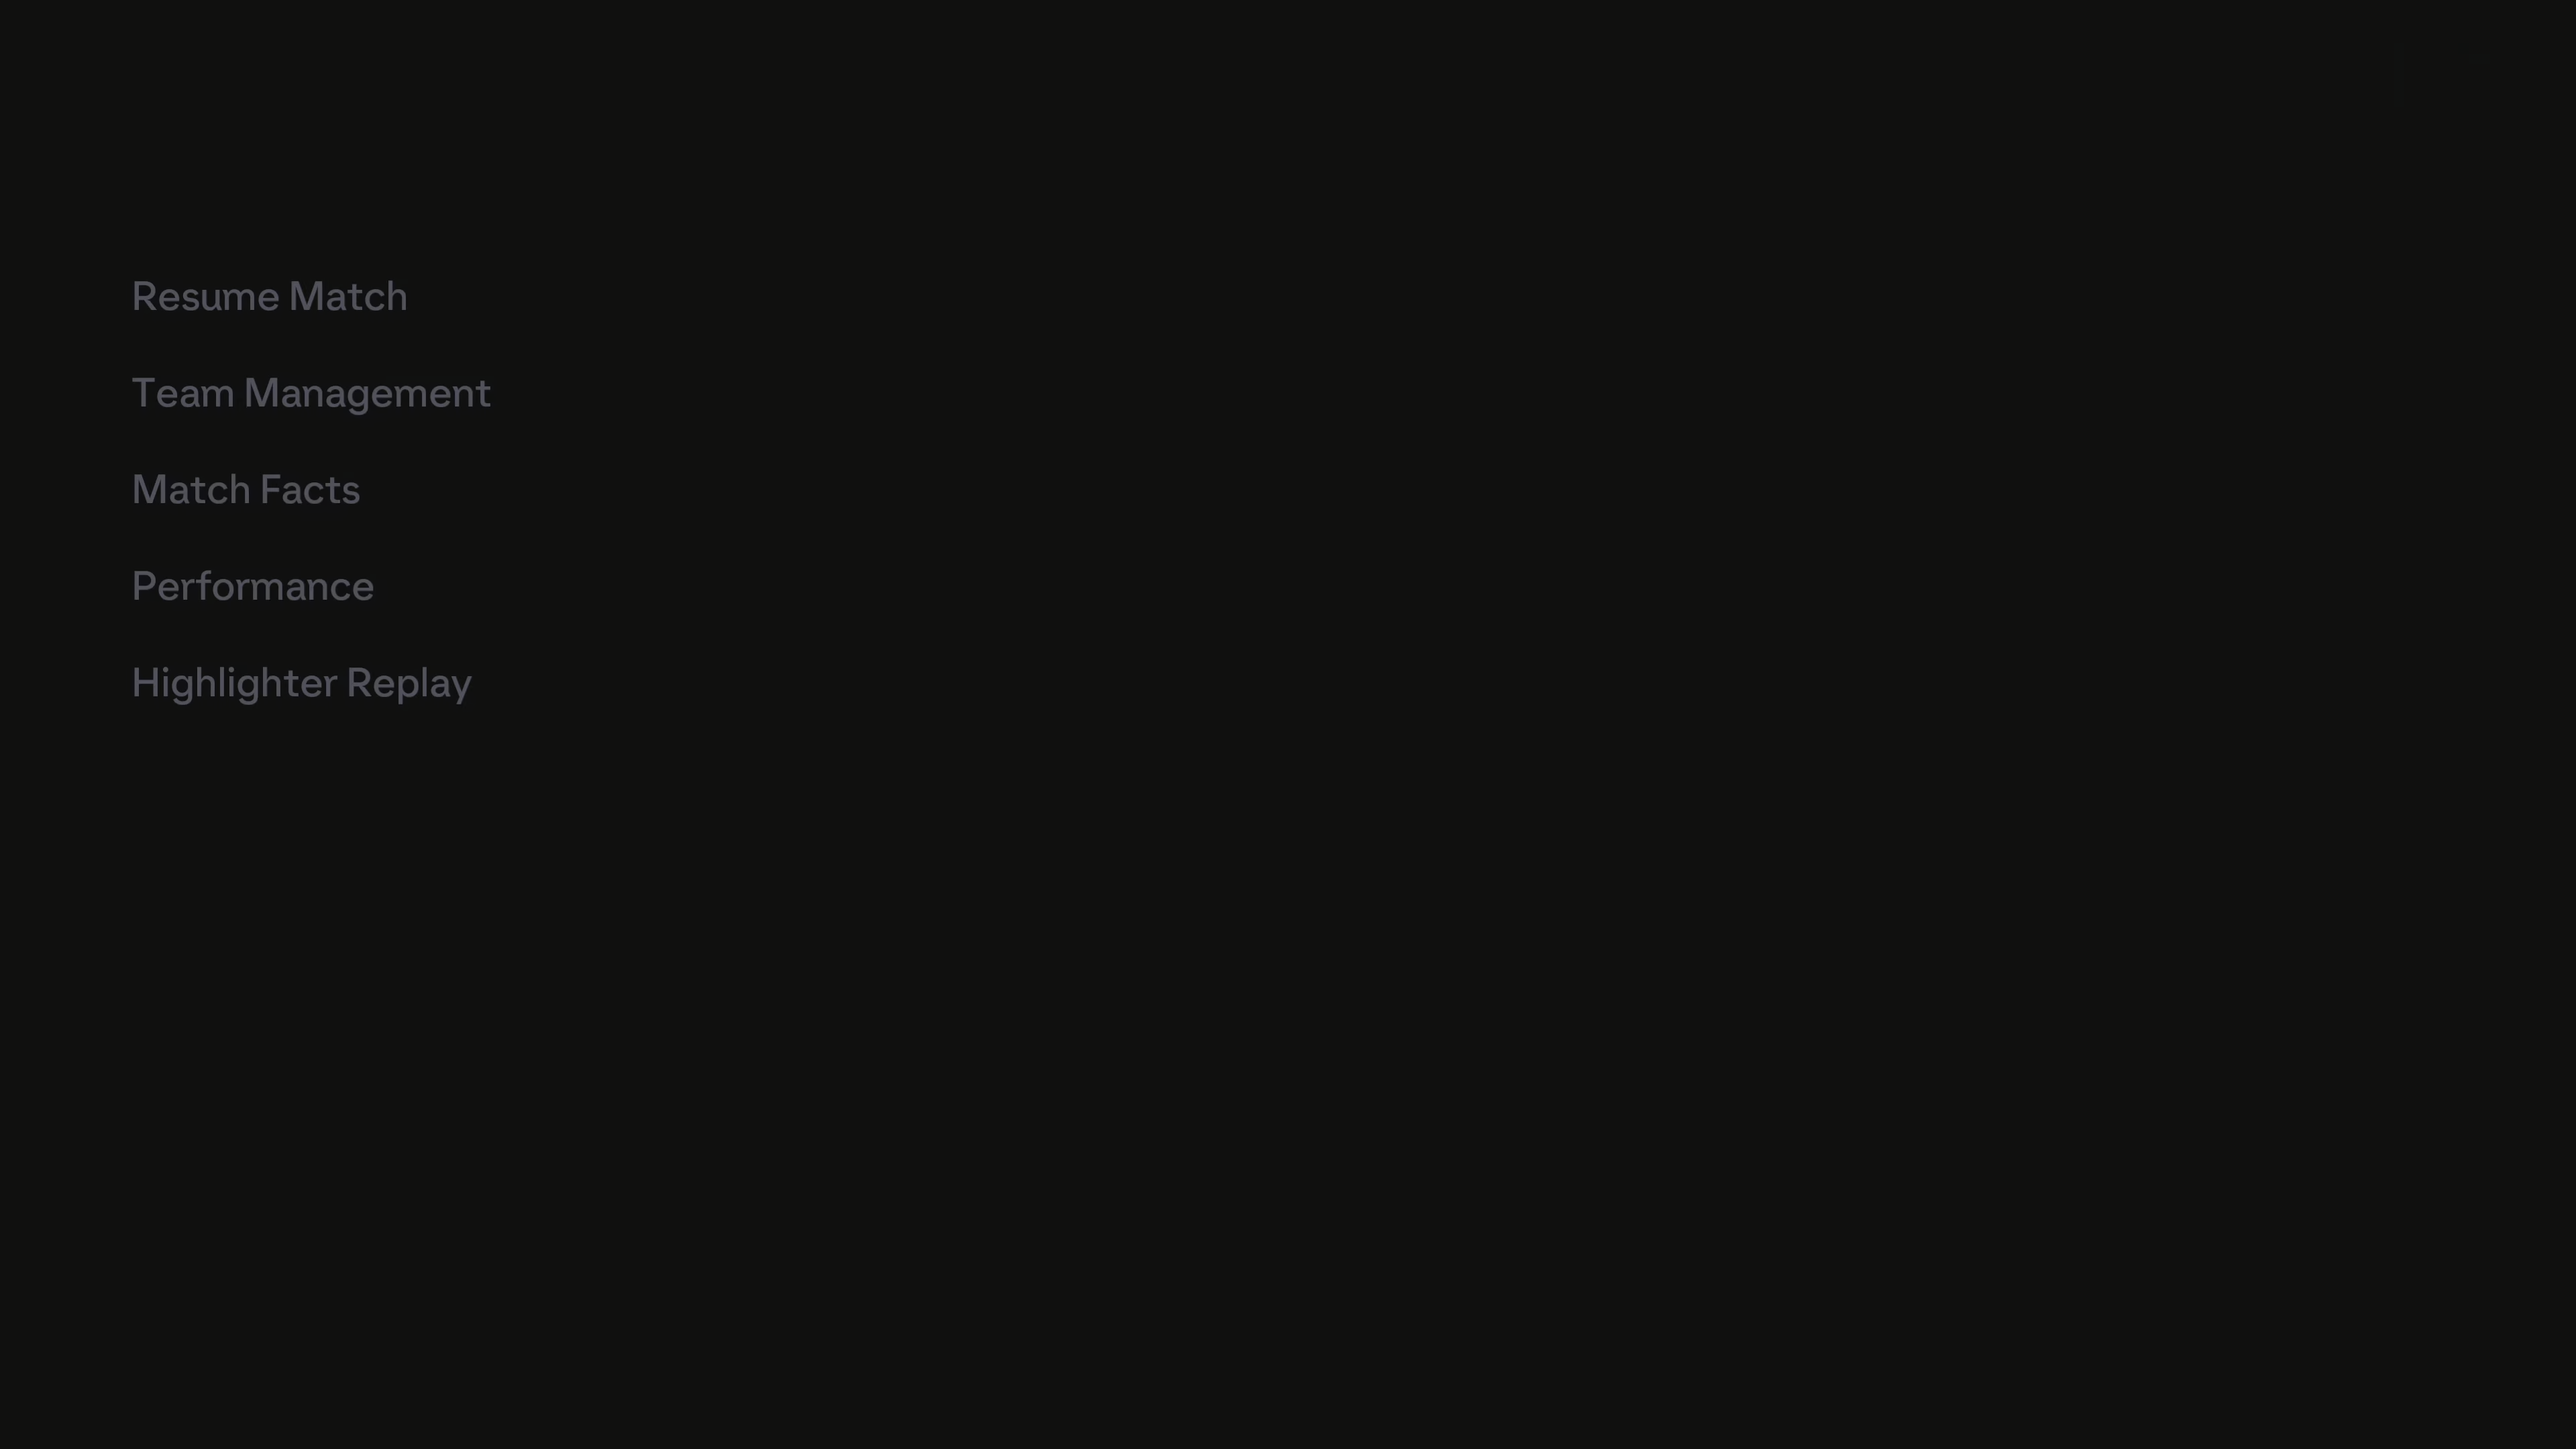 Resume Match
Team Management
Match Facts
Performance
Highlighter Replay